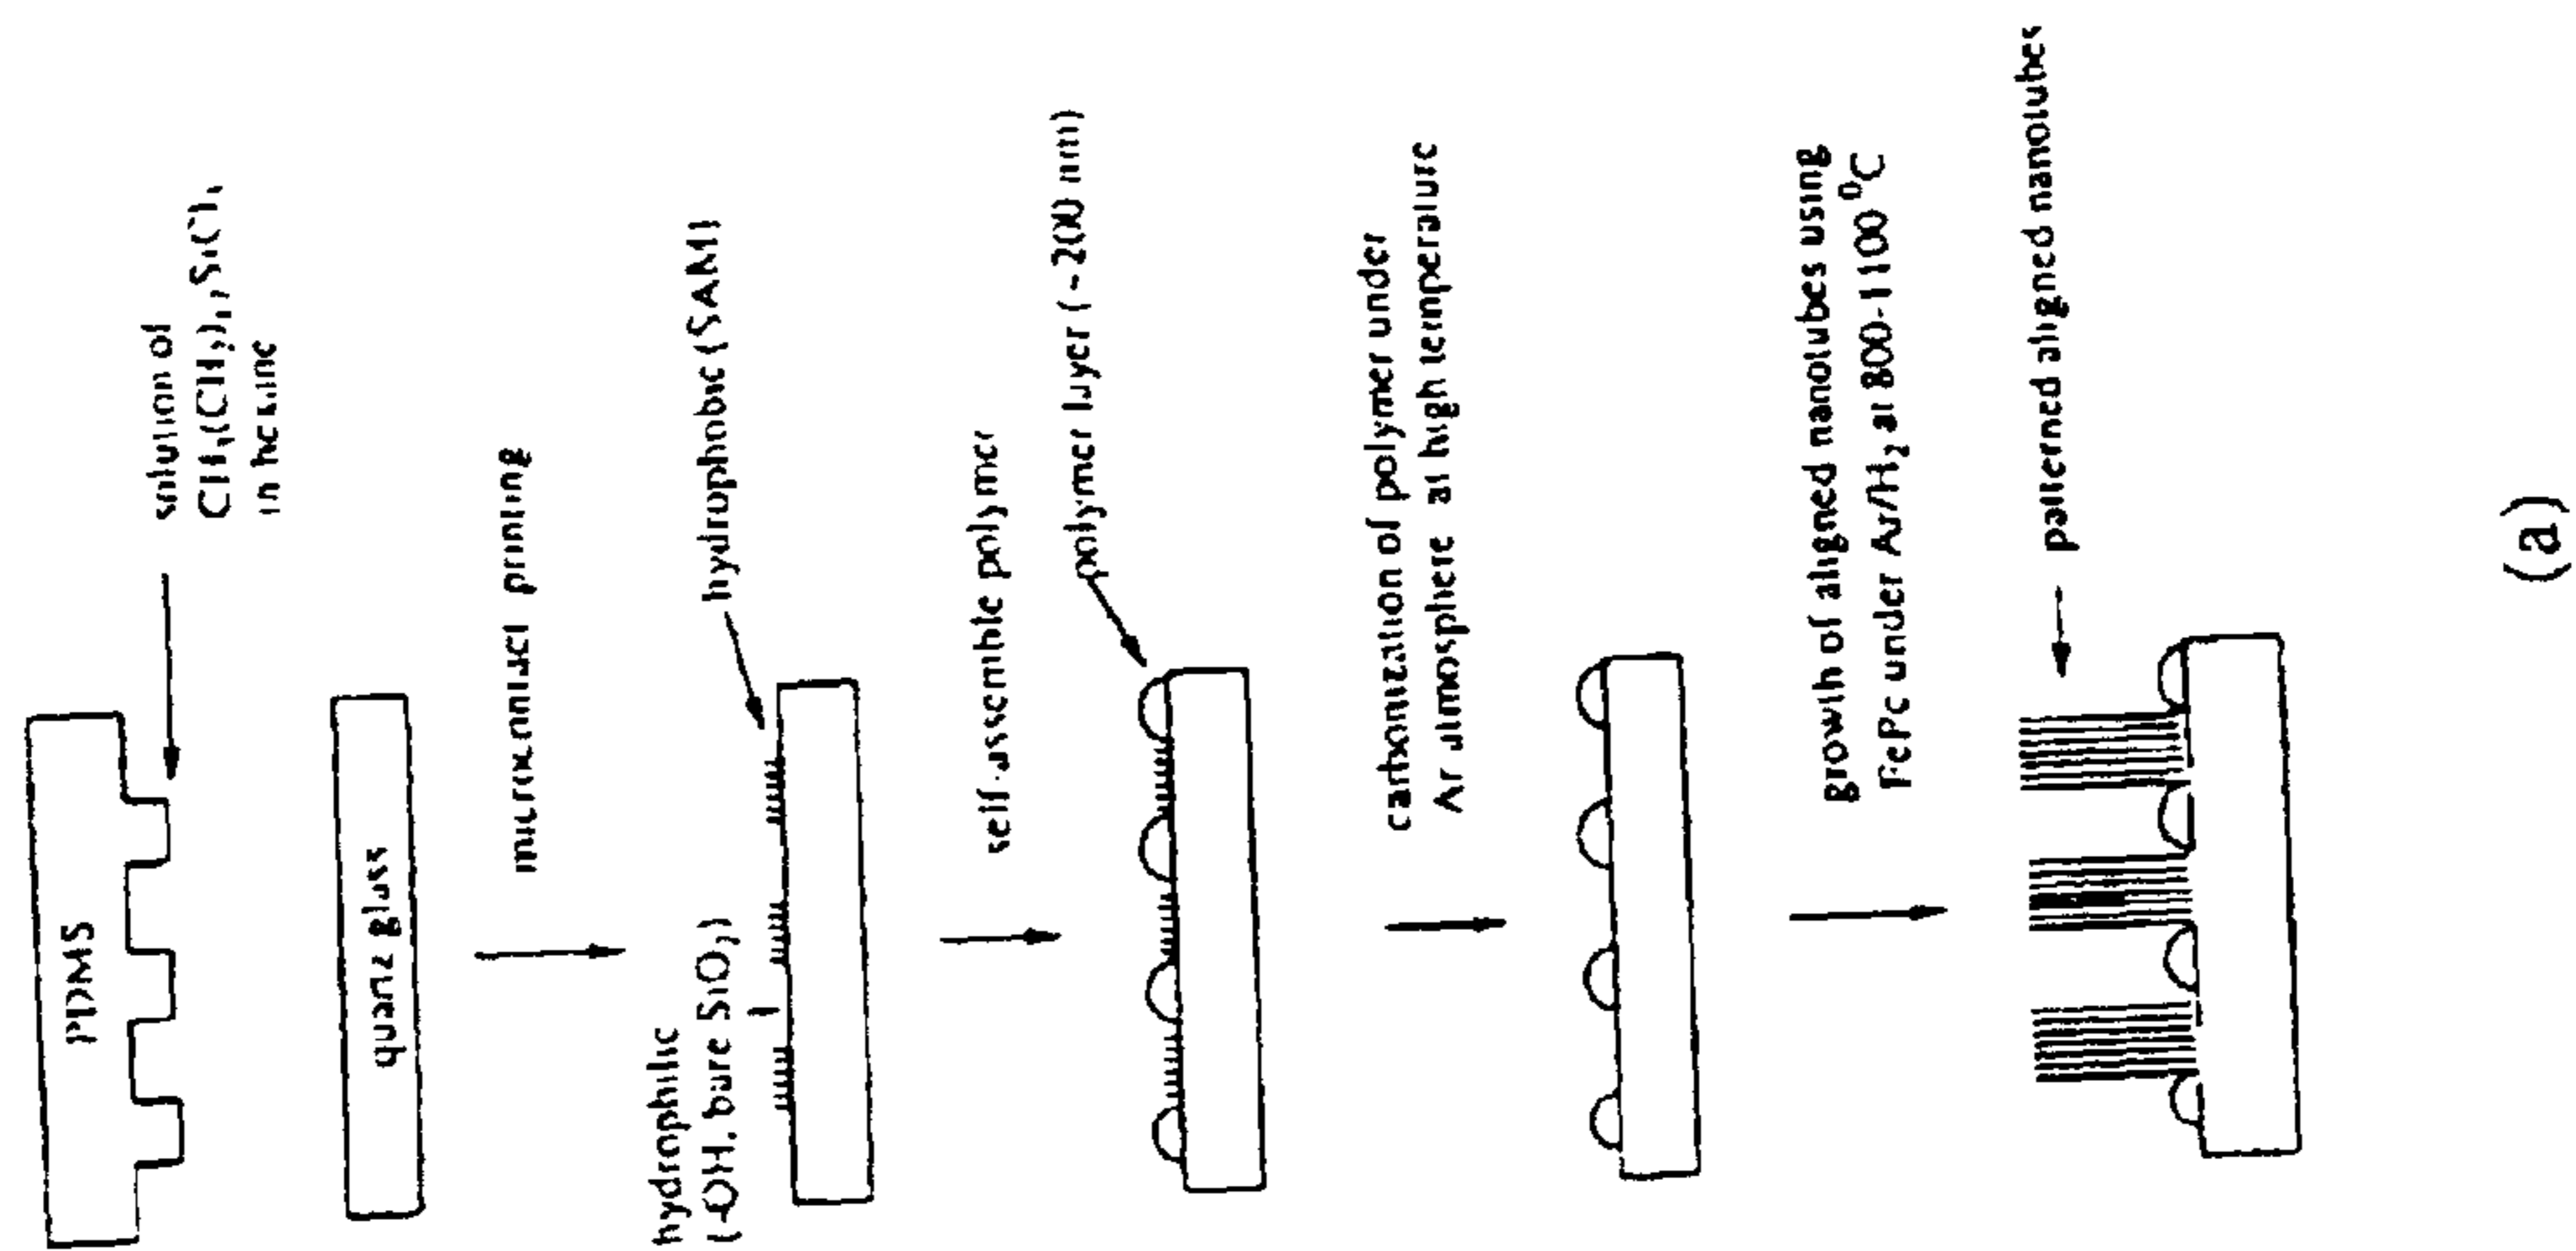 PDMS
solution of
CH₃(CH₂)₁₇SiCl₃
in hexane
quartz glass
microcontact printing
hydrophilic
(-OH, bare SiO₂)
hydrophobic (SAM)
self-assemble polymer
polymer layer (~200 nm)
carbonization of polymer under
Ar atmosphere at high temperature
growth of aligned nanotubes using
FePc under Ar/H₂ at 800-1100 ⁰C
patterned aligned nanotubes
(a)